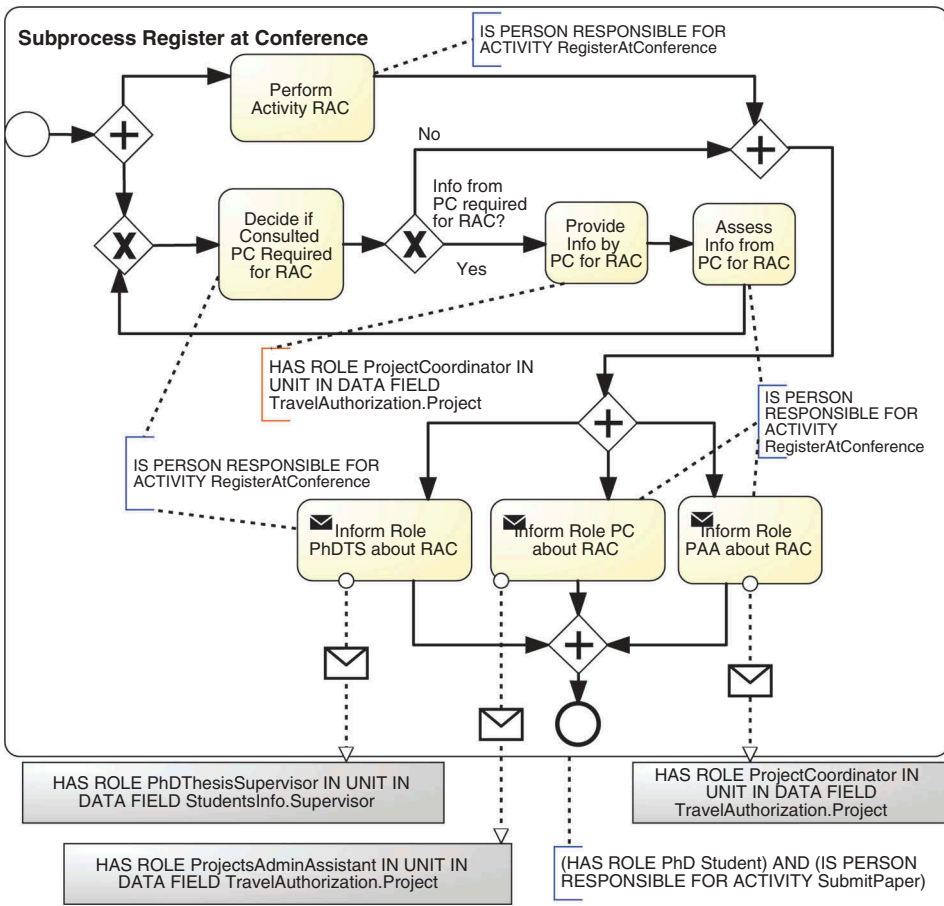 Subprocess Register at Conference
IS PERSON RESPONSIBLE FOR
ACTIVITY RegisterAtConference
Perform
Activity RAC
No
Decide if
Consulted
PC Required
for RAC
Info from
PC required
for RAC?
Yes
Provide
Info by
PC for RAC
Assess
Info from
PC for RAC
HAS ROLE ProjectCoordinator IN
UNIT IN DATA FIELD
TravelAuthorization.Project
IS PERSON
RESPONSIBLE FOR
ACTIVITY
RegisterAtConference
IS PERSON RESPONSIBLE FOR
ACTIVITY RegisterAtConference
Inform Role
PhDTS about RAC
Inform Role PC
about RAC
Inform Role
PAA about RAC
HAS ROLE PhDThesisSupervisor IN UNIT IN
DATA FIELD StudentsInfo.Supervisor
HAS ROLE ProjectCoordinator IN
UNIT IN DATA FIELD
TravelAuthorization.Project
HAS ROLE ProjectsAdminAssistant IN UNIT IN
DATA FIELD TravelAuthorization.Project
(HAS ROLE PhD Student) AND (IS PERSON
RESPONSIBLE FOR ACTIVITY SubmitPaper)